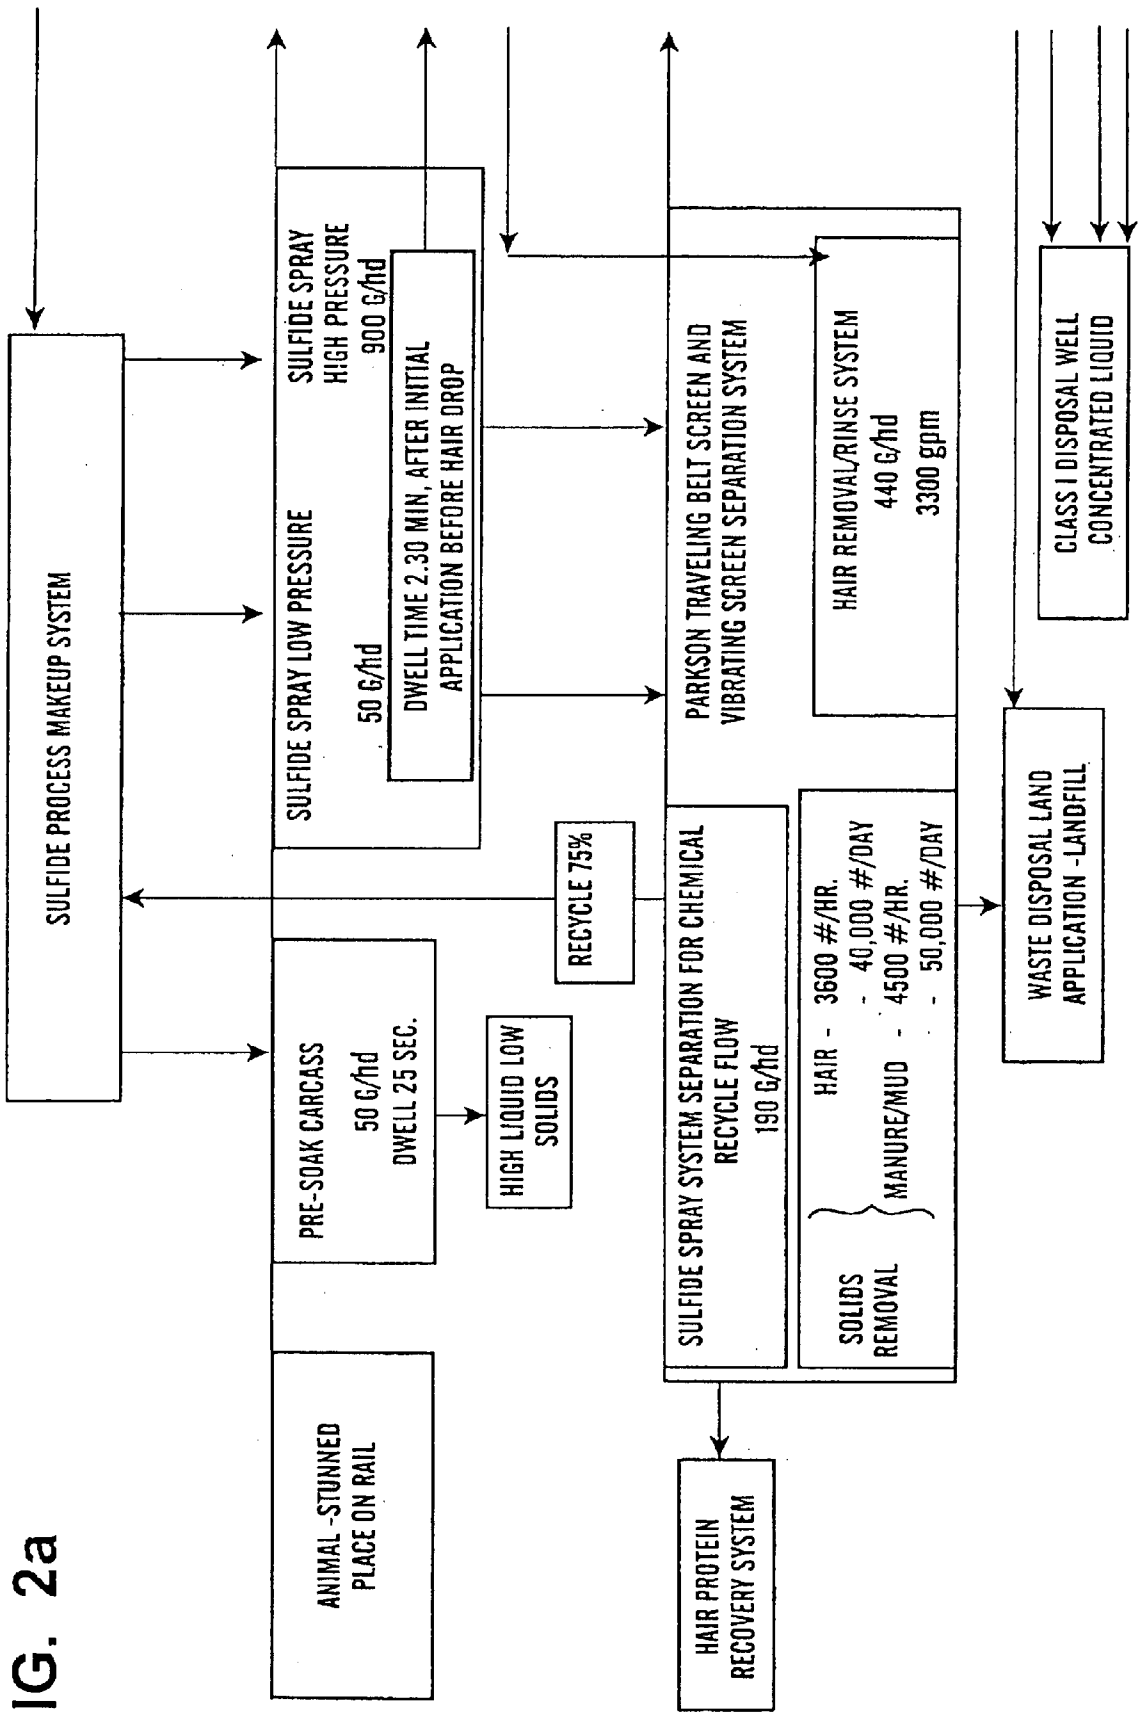 IG. 2a
SULFIDE PROCESS MAKEUP SYSTEM
ANIMAL -STUNNED
PLACE ON RAIL
PRE-SOAK CARCASS
50 G/hd
DWELL 25 SEC.
HIGH LIQUID LOW
SOLIDS
SULFIDE SPRAY LOW PRESSURE
50 G/hd
SULFIDE SPRAY
HIGH PRESSURE
900 G/hd
DWELL TIME 2.30 MIN, AFTER INITIAL
APPLICATION BEFORE HAIR DROP
RECYCLE 75%
HAIR PROTEIN
RECOVERY SYSTEM
SULFIDE SPRAY SYSTEM SEPARATION FOR CHEMICAL
RECYCLE FLOW
190 G/hd
SOLIDS
REMOVAL
HAIR - 3600 #/HR.
- 40,000 #/DAY
MANURE/MUD - 4500 #/HR.
- 50,000 #/DAY
PARKSON TRAVELING BELT SCREEN AND
VIBRATING SCREEN SEPARATION SYSTEM
HAIR REMOVAL/RINSE SYSTEM
440 G/hd
3300 gpm
WASTE DISPOSAL LAND
APPLICATION -LANDFILL
CLASS I DISPOSAL WELL
CONCENTRATED LIQUID